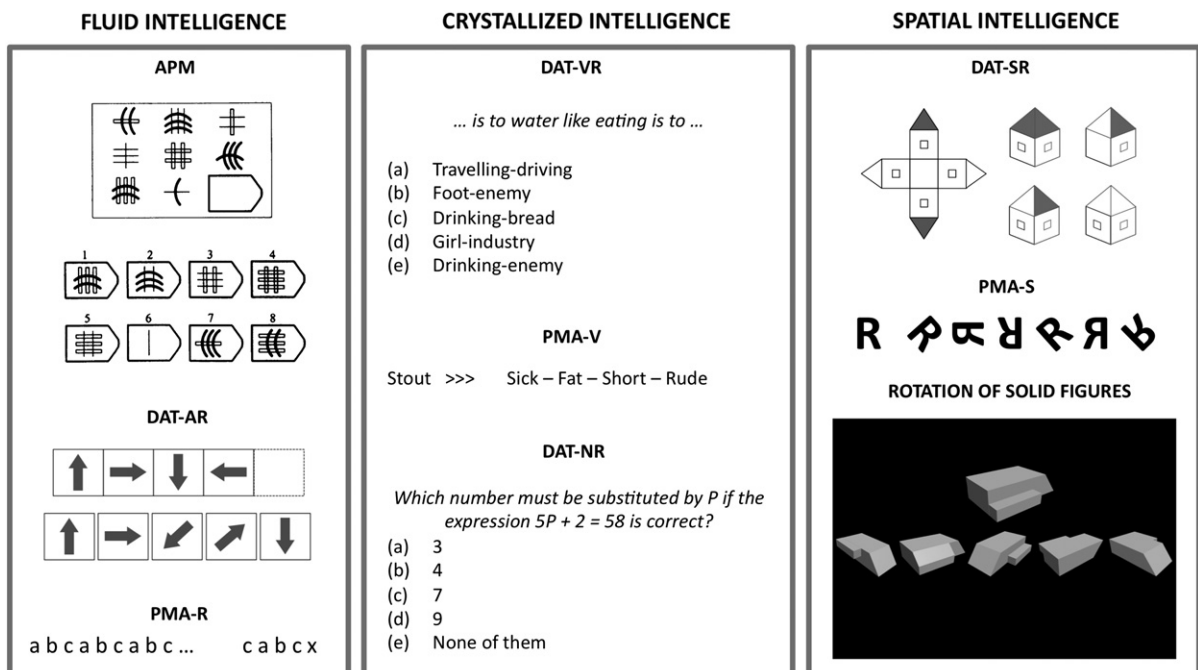 FLUID INTELLIGENCE
APM
1 2 3 4
5 6 7 8
DAT-AR
PMA-R
a b c a b c a b c ... c a b c x
CRYSTALLIZED INTELLIGENCE
DAT-VR
... is to water like eating is to ...
(a) Travelling-driving
(b) Foot-enemy
(c) Drinking-bread
(d) Girl-industry
(e) Drinking-enemy
PMA-V
Stout >>> Sick – Fat – Short – Rude
DAT-NR
Which number must be substituted by P if the
expression 5P + 2 = 58 is correct?
(a) 3
(b) 4
(c) 7
(d) 9
(e) None of them
SPATIAL INTELLIGENCE
DAT-SR
PMA-S
R R R R R R R
ROTATION OF SOLID FIGURES